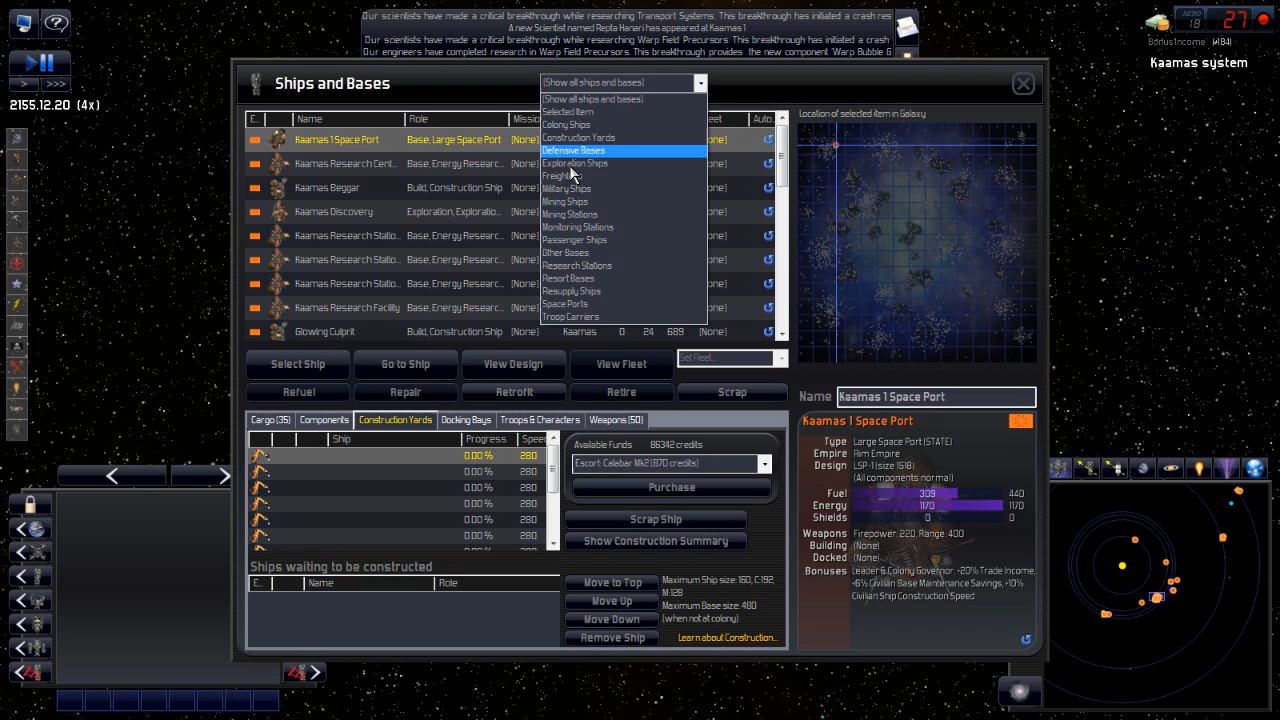 Our scientists have made a critical breakthrough while researching Transport Systems. This breakthrough has initiated a crash res
A new Scientist named Repta Hanari has appeared at Kaamas 1
Our scientists have made a critical breakthrough while researching Warp Field Precursors. This breakthrough has initiated a crash
Our engineers have completed research in Warp Field Precursors. This breakthrough provides the new component 'Warp Bubble G
AERO
18
27
Bonus Income
Kaamas system
> >>>
2155.12.20 (4x)
Ships and Bases
(Show all ships and bases)
(Show all ships and bases)
Selected Item
Colony Ships
Construction Yards
Defensive Bases
Exploration Ships
Military Ships
Mining Ships
Mining Stations
Monitoring Stations
Passenger Ships
Other Bases
Research Stations
Resort Bases
Resupply Ships
Space Ports
Troop Carriers
E... Name Role Missio Auto.
Kaamas 1 Space Port Base, Large Space Port [None]
Kaamas Research Cent... Base, Energy Researc... [None]
Kaamas Beggar Build, Construction Ship [None]
Kaamas Discovery Exploration, Exploratio... [None]
Kaamas Research Statio... Base, Energy Researc... [None]
Kaamas Research Statio... Base, Energy Researc... [None]
Kaamas Research Statio... Base, Energy Researc... [None]
Kaamas Research Facility Base, Energy Researc... [None]
Glowing Culprit Build, Construction Ship [None] Kaamas 0 24 689 (None)
Location of selected item in Galaxy
Select Ship Go to Ship View Design View Fleet Set Fleet...
Refuel Repair Retrofit Retire Scrap
Cargo (35) Components Construction Yards Docking Bays Troops & Characters Weapons (50)
Ship Progress Speed
0.00 % 280
0.00 % 280
0.00 % 280
0.00 % 280
0.00 % 280
0.00 % 280
0.00 % 280
Available Funds 86342 credits
Escort: Calabar Mk2 (870 credits)
Purchase
Scrap Ship
Show Construction Summary
Ships waiting to be constructed
E... Name Role
Move to Top
Move Up
Move Down
Remove Ship
Maximum Ship size: 160, C:192,
M:128
Maximum Base size: 480
(when not at colony)
Learn about Construction...
Name Kaamas 1 Space Port
Kaamas 1 Space Port
Type Large Space Port (STATE)
Empire Rim Empire
Design LSP-1 (size 1518)
(All components normal)
Fuel 309 440
Energy 1170 1170
Shields 0 0
Weapons Firepower: 220, Range: 400
Building (None)
Docked (None)
Bonuses Leader & Colony Governor: +20% Trade Income,
+6% Civilian Base Maintenance Savings, +10%
Civilian Ship Construction Speed